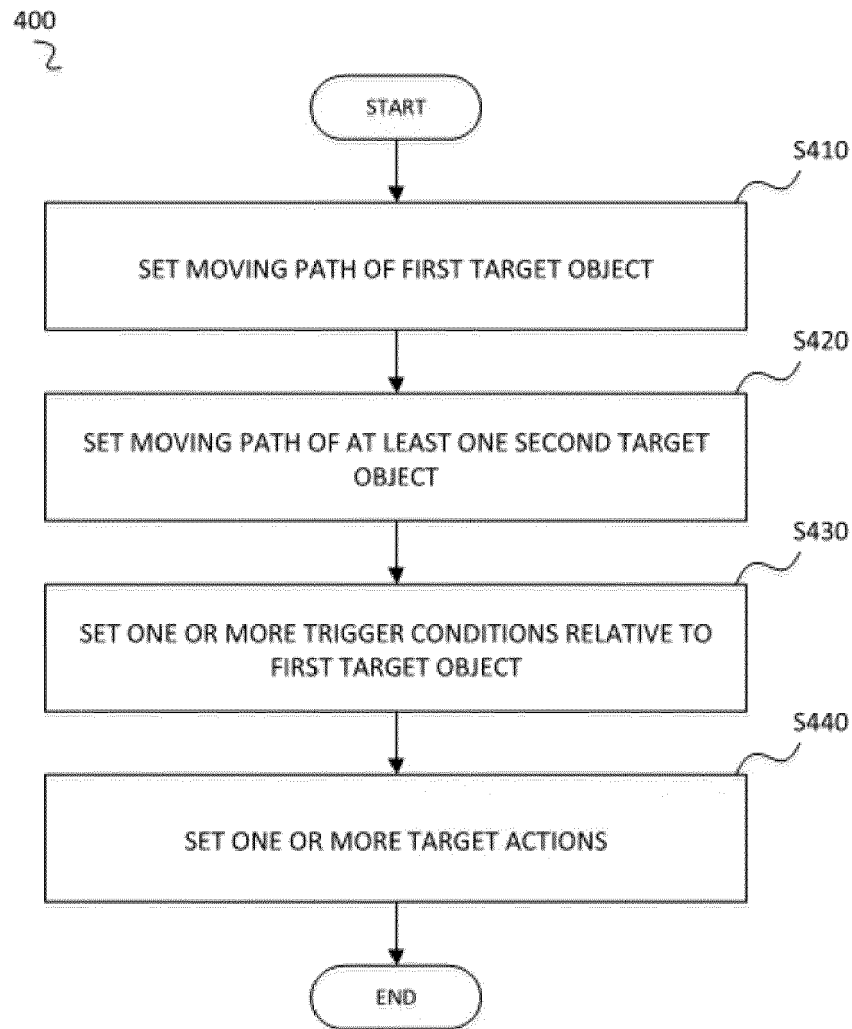 400
START
S410
SET MOVING PATH OF FIRST TARGET OBJECT
S420
SET MOVING PATH OF AT LEAST ONE SECOND TARGET
OBJECT
S430
SET ONE OR MORE TRIGGER CONDITIONS RELATIVE TO
FIRST TARGET OBJECT
S440
SET ONE OR MORE TARGET ACTIONS
END